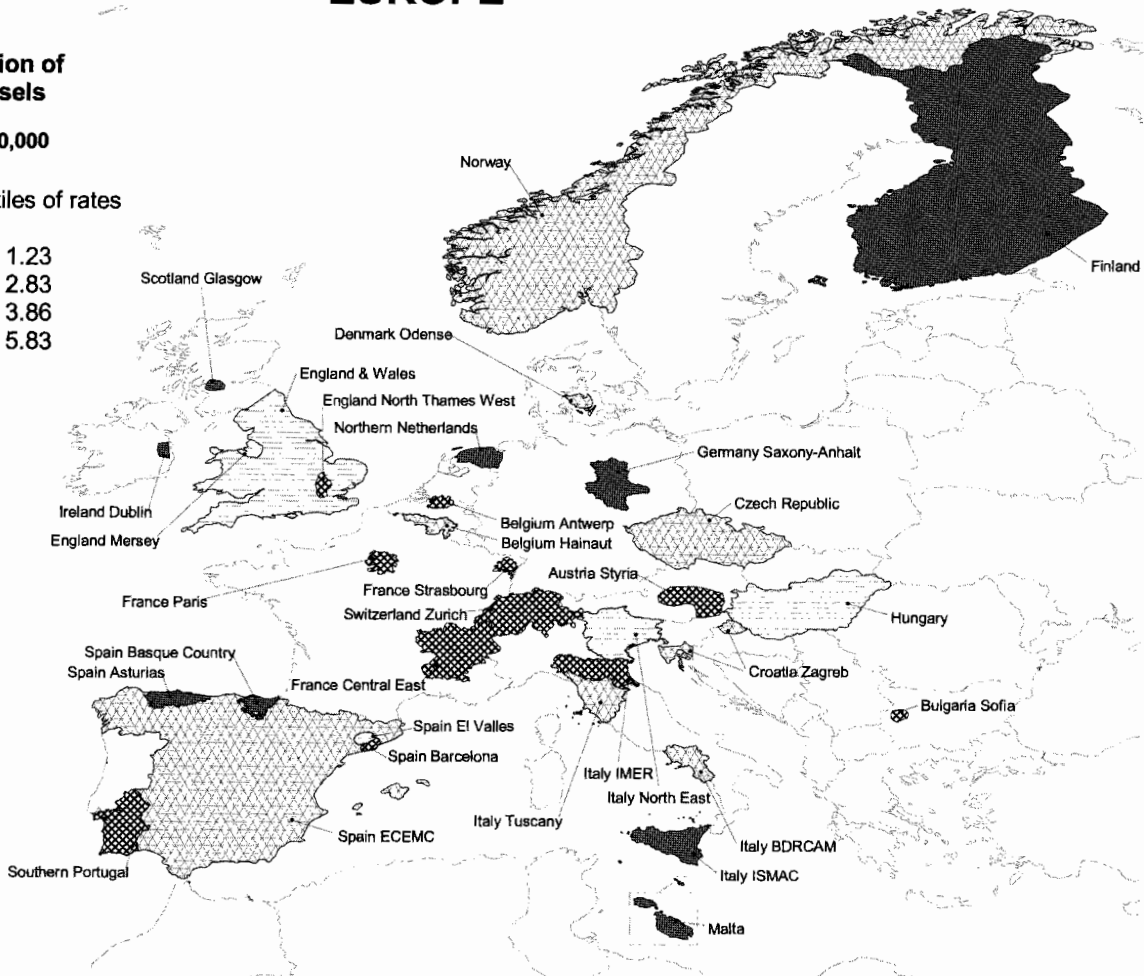 EUROPE
ion of
sels
0,000
tiles of rates
1.23
2.83
3.86
5.83
Norway
Finland
Scotland Glasgow
Denmark Odense
England & Wales
England North Thames West
Northern Netherlands
Germany Saxony-Anhalt
Czech Republic
Ireland Dublin
England Mersey
Belgium Antwerp
Belgium Hainaut
Austria Styria
France Strasbourg
France Paris
Switzerland Zurich
Hungary
Spain Basque Country
Spain Asturias
France Central East
Croatia Zagreb
Bulgaria Sofia
Spain El Valles
Spain Barcelona
Italy IMER
Italy North East
Italy Tuscany
Spain ECEMC
Italy BDRCAM
Southern Portugal
Italy ISMAC
Malta